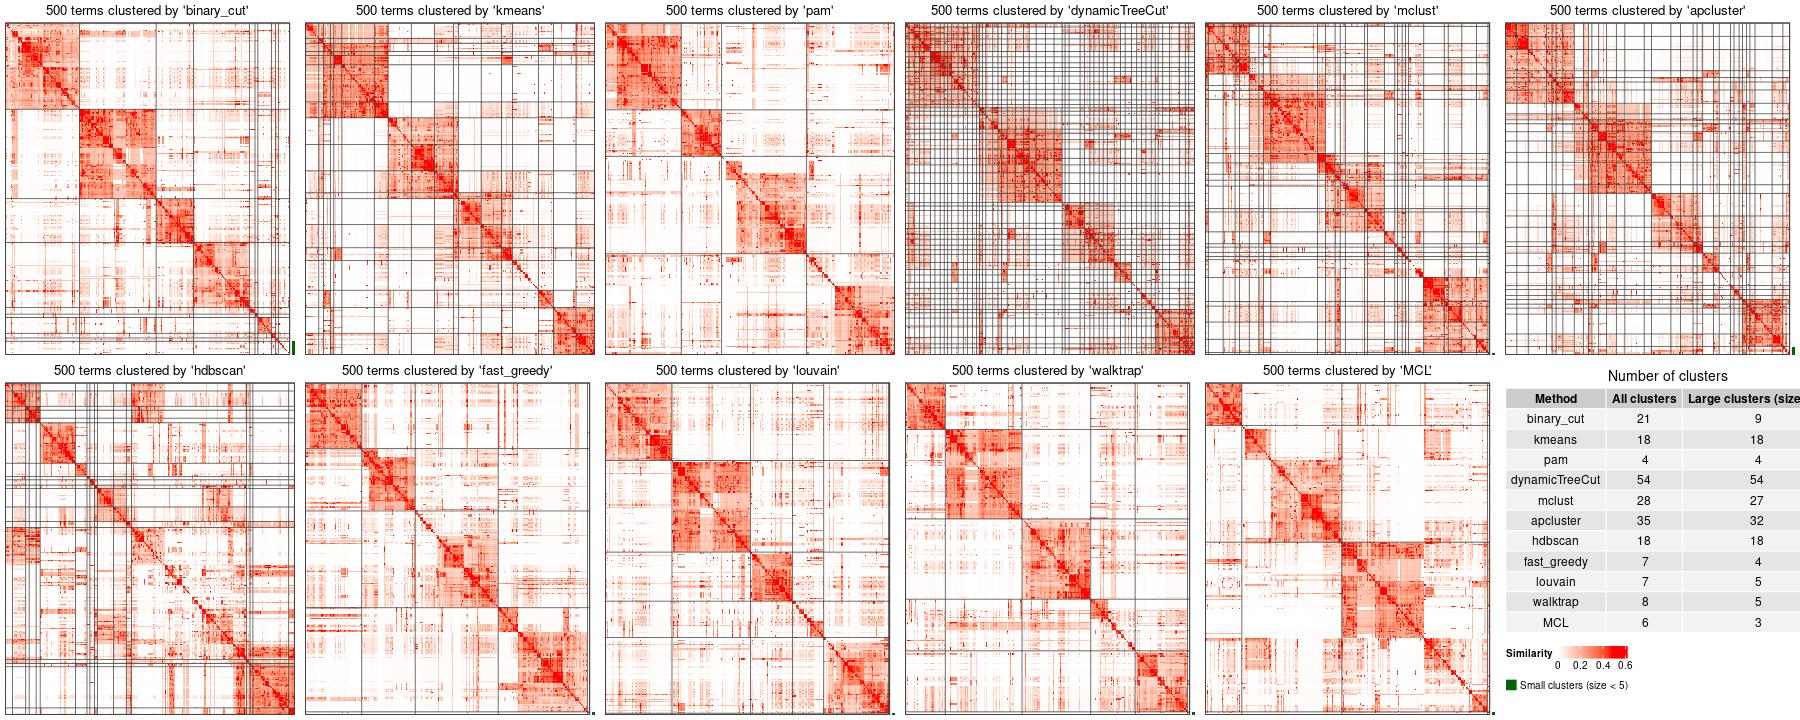 500 terms clustered by 'binary_cut'
500 terms clustered by 'kmeans'
500 terms clustered by 'pam'
500 terms clustered by 'dynamicTreeCut'
500 terms clustered by 'mclust'
500 terms clustered by 'apcluster'
500 terms clustered by 'hdbscan'
500 terms clustered by 'fast_greedy'
500 terms clustered by 'louvain'
500 terms clustered by 'walktrap'
500 terms clustered by 'MCL'
Number of clusters
Method All clusters Large clusters (size
binary_cut 21 9
kmeans 18 18
pam 4 4
dynamicTreeCut 54 54
mclust 28 27
apcluster 35 32
hdbscan 18 18
fast_greedy 7 4
louvain 7 5
walktrap 8 5
MCL 6 3
Similarity
0 0.2 0.4 0.6
Small clusters (size < 5)